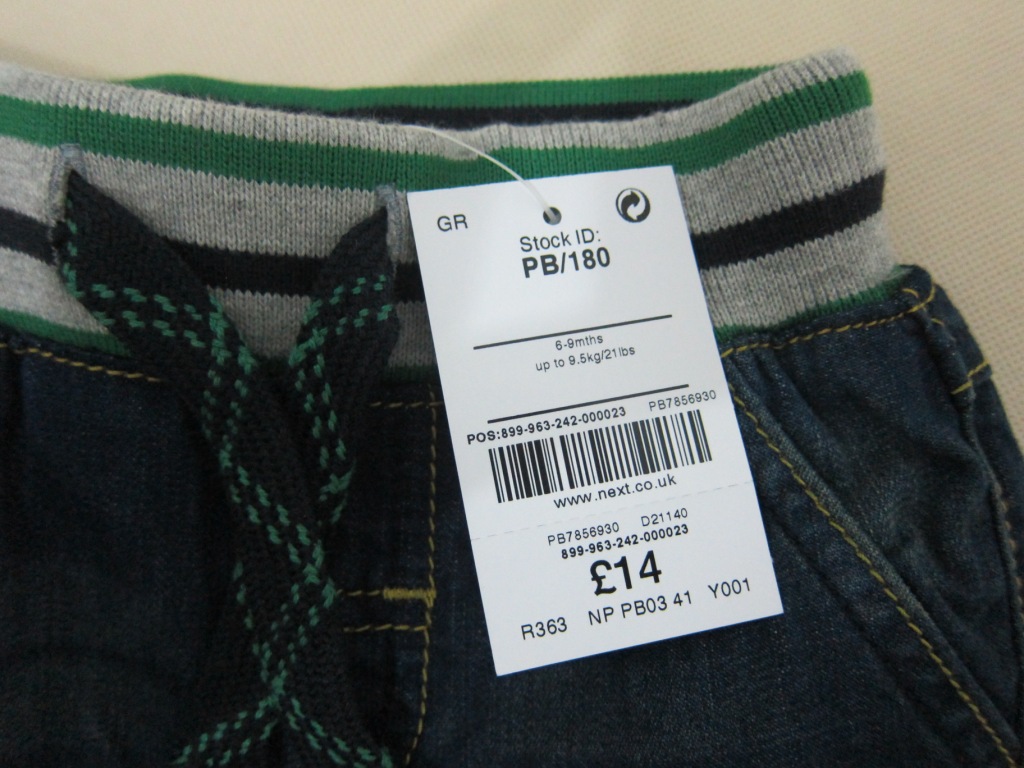 GR
Stock ID:
PB/180
6-9mths
up to 9.5kg/21lbs
POS:899-963-242-000023 PB7856930
www.next.co.uk
PB7856930 D21140
899-963-242-000023
£14
R363 NP PB03 41 Y001